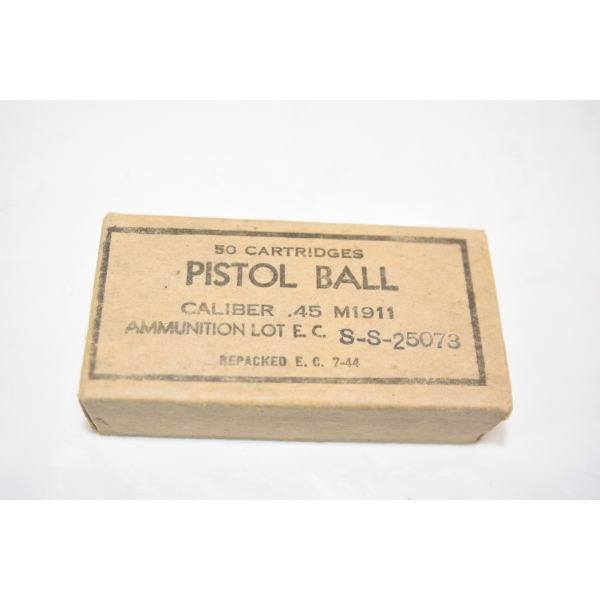 50 CARTRIDGES
PISTOL BALL
CALIBER .45 M1911
AMMUNITION LOT E.C. S-S-25073
REPACKED E. C. 7-44